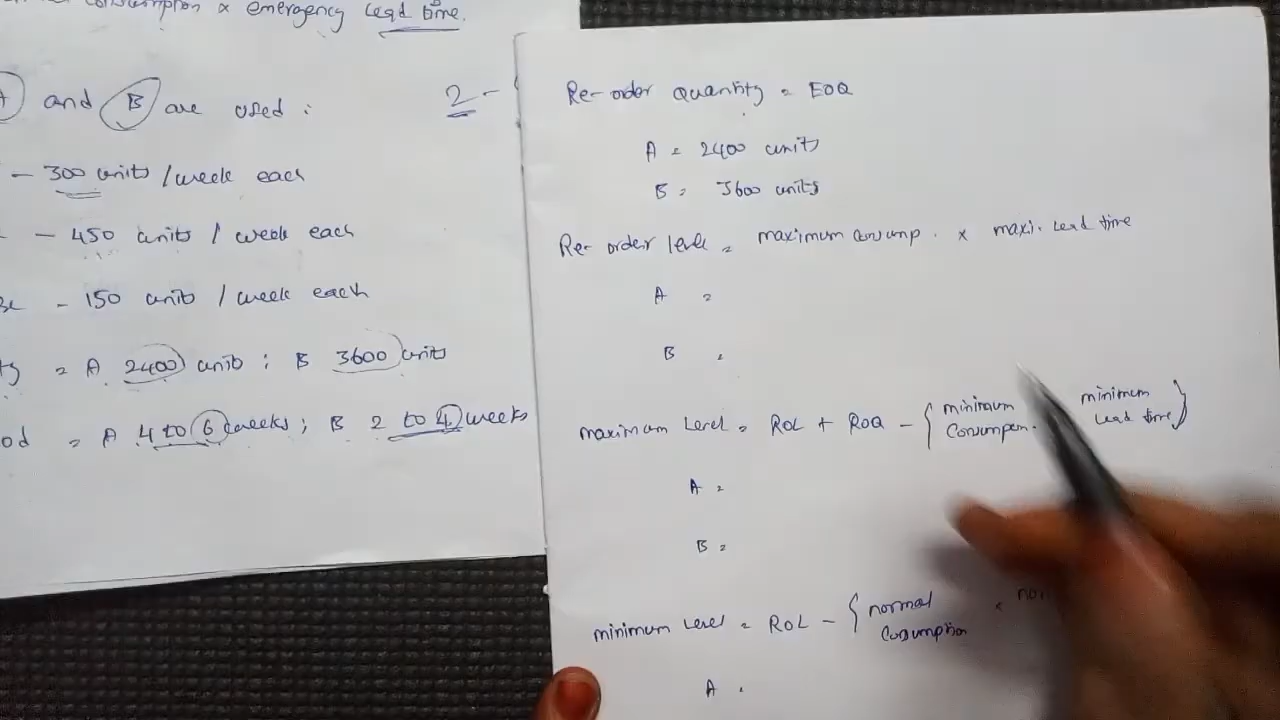 consumption × emergency lead time.
and B are used :
2 -
- 300 units / week each
- 450 units / week each
- 150 units / week each
= A 2400 units ; B 3600 units
= A 4 to 6 weeks ; B 2 to 4 weeks
Re-order Quantity = EOQ
A = 2400 units
B = 3600 units
Re-order level = maximum consump. × maxi. Lead time
A =
B =
maximum Level = ROL + ROQ - { minimum minimum
Consumpn. Lead time }
A =
B =
minimum Level = ROL - { normal ×
Consumption
A =